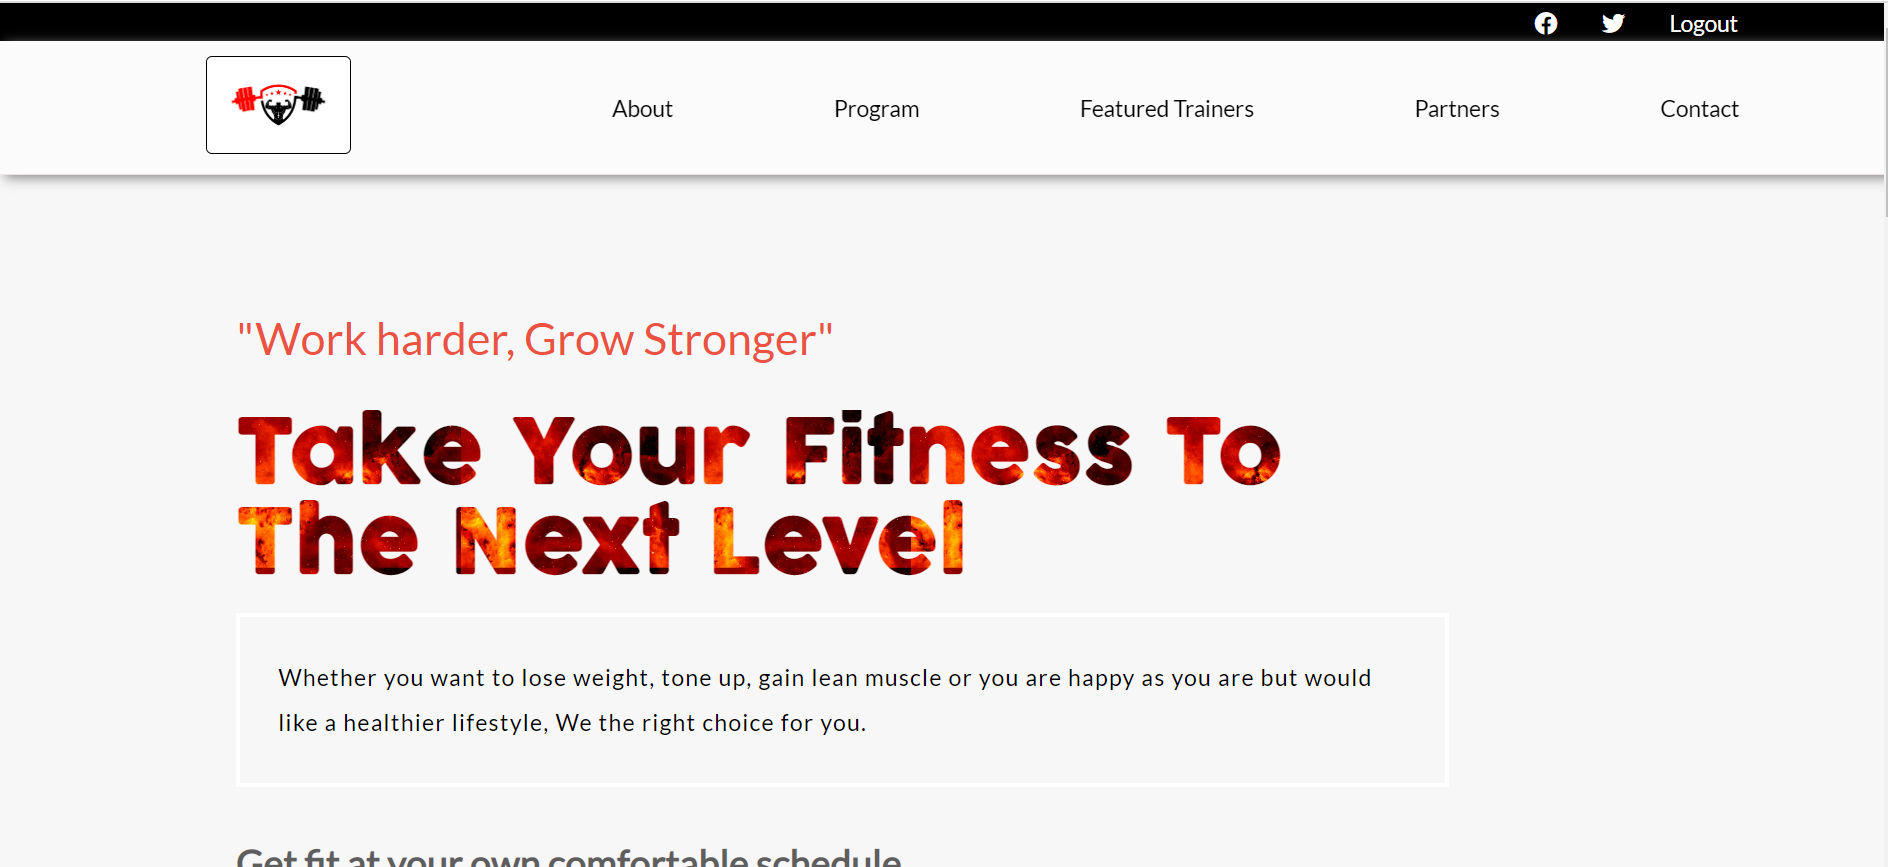 Logout
About Program Featured Trainers Partners Contact
"Work harder, Grow Stronger"
Take Your Fitness To
The Next Level
Whether you want to lose weight, tone up, gain lean muscle or you are happy as you are but would
like a healthier lifestyle, We the right choice for you.
Get fit at your own comfortable schedule